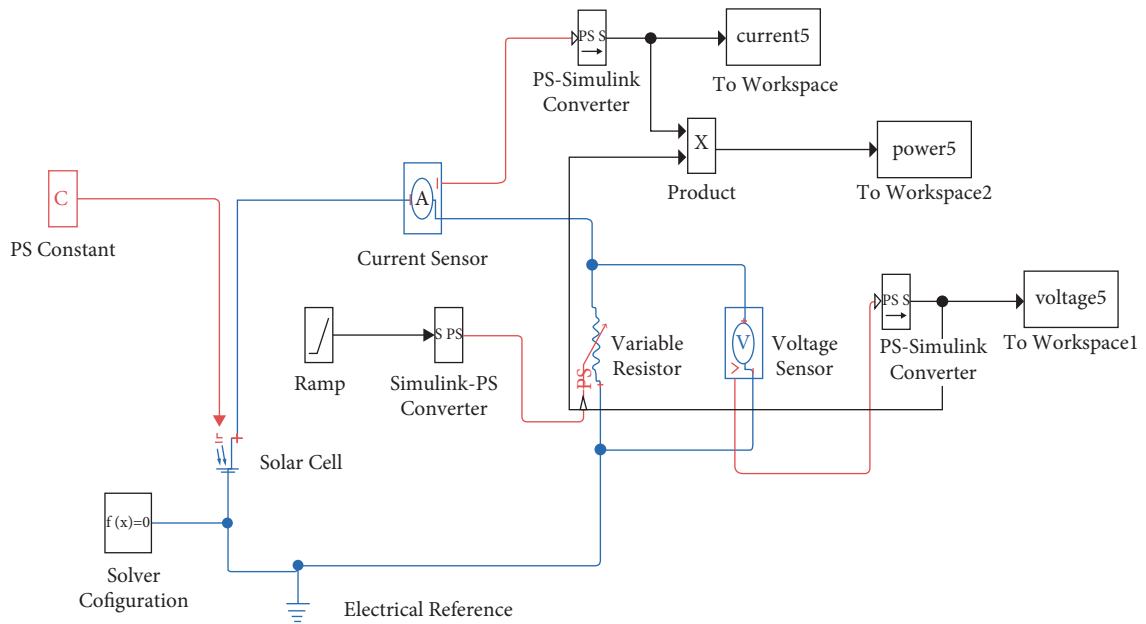 PS S
current5
PS-Simulink
Converter
To Workspace
X
power5
Product
To Workspace2
C
PS Constant
A
Current Sensor
PS S
voltage5
PS-Simulink
Converter
To Workspace1
Ramp
S PS
Simulink-PS
Converter
PS
Variable
Resistor
V
Voltage
Sensor
Ir
+
Solar Cell
f (x)=0
Solver
Cofiguration
Electrical Reference